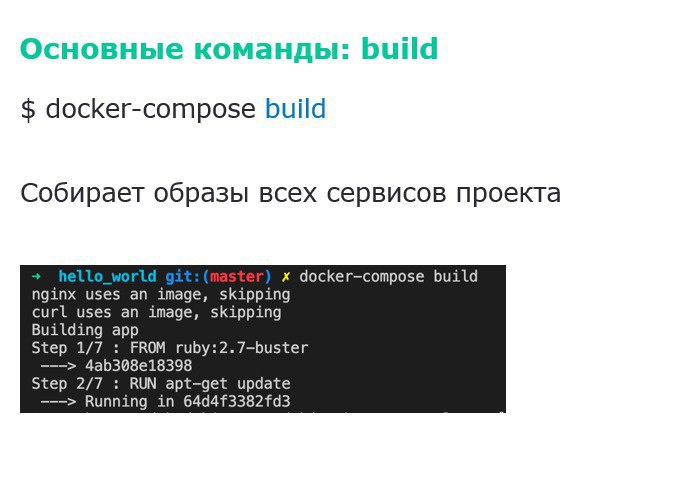 Основные команды: build
$ docker-compose build
Собирает образы всех сервисов проекта
➜ hello_world git:(master) ✗ docker-compose build
nginx uses an image, skipping
curl uses an image, skipping
Building app
Step 1/7 : FROM ruby:2.7-buster
---> 4ab308e18398
Step 2/7 : RUN apt-get update
---> Running in 64d4f3382fd3